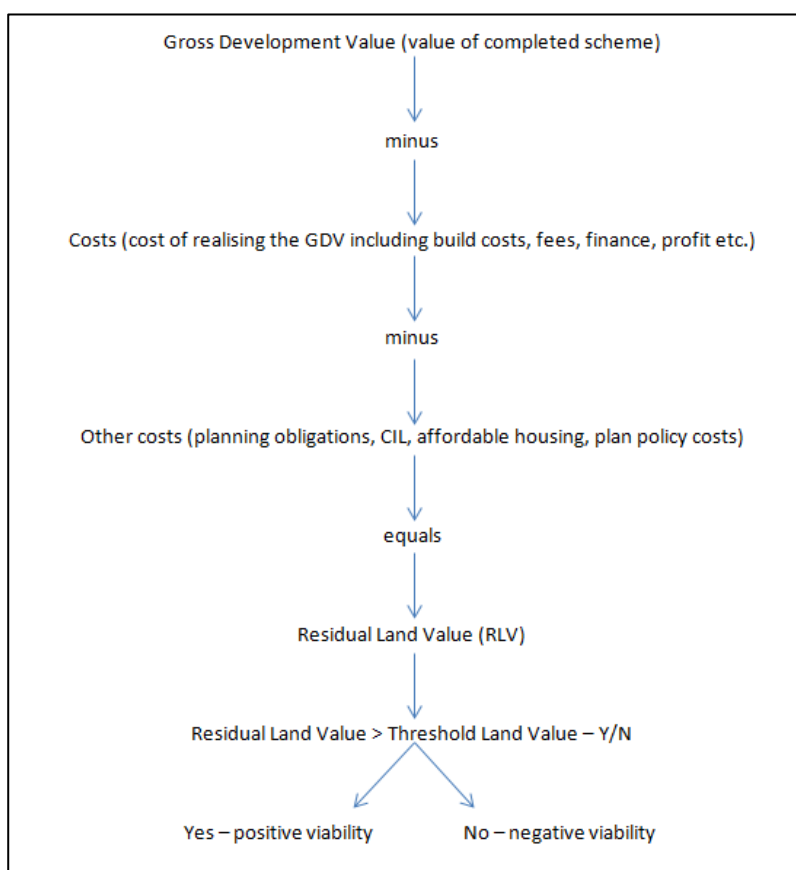 Gross Development Value (value of completed scheme)
minus
Costs (cost of realising the GDV including build costs, fees, finance, profit etc.)
minus
Other costs (planning obligations, CIL, affordable housing, plan policy costs)
equals
Residual Land Value (RLV)
Residual Land Value > Threshold Land Value – Y/N
Yes – positive viability
No – negative viability